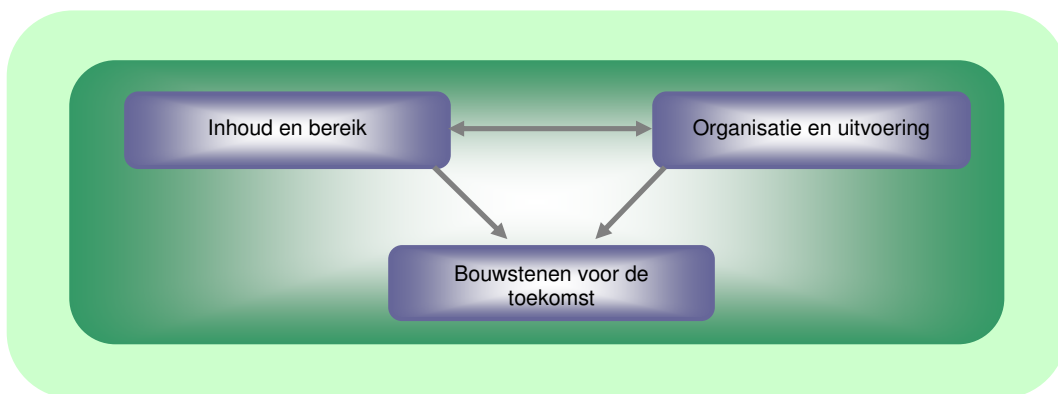 Inhoud en bereik
Organisatie en uitvoering
Bouwstenen voor de
toekomst